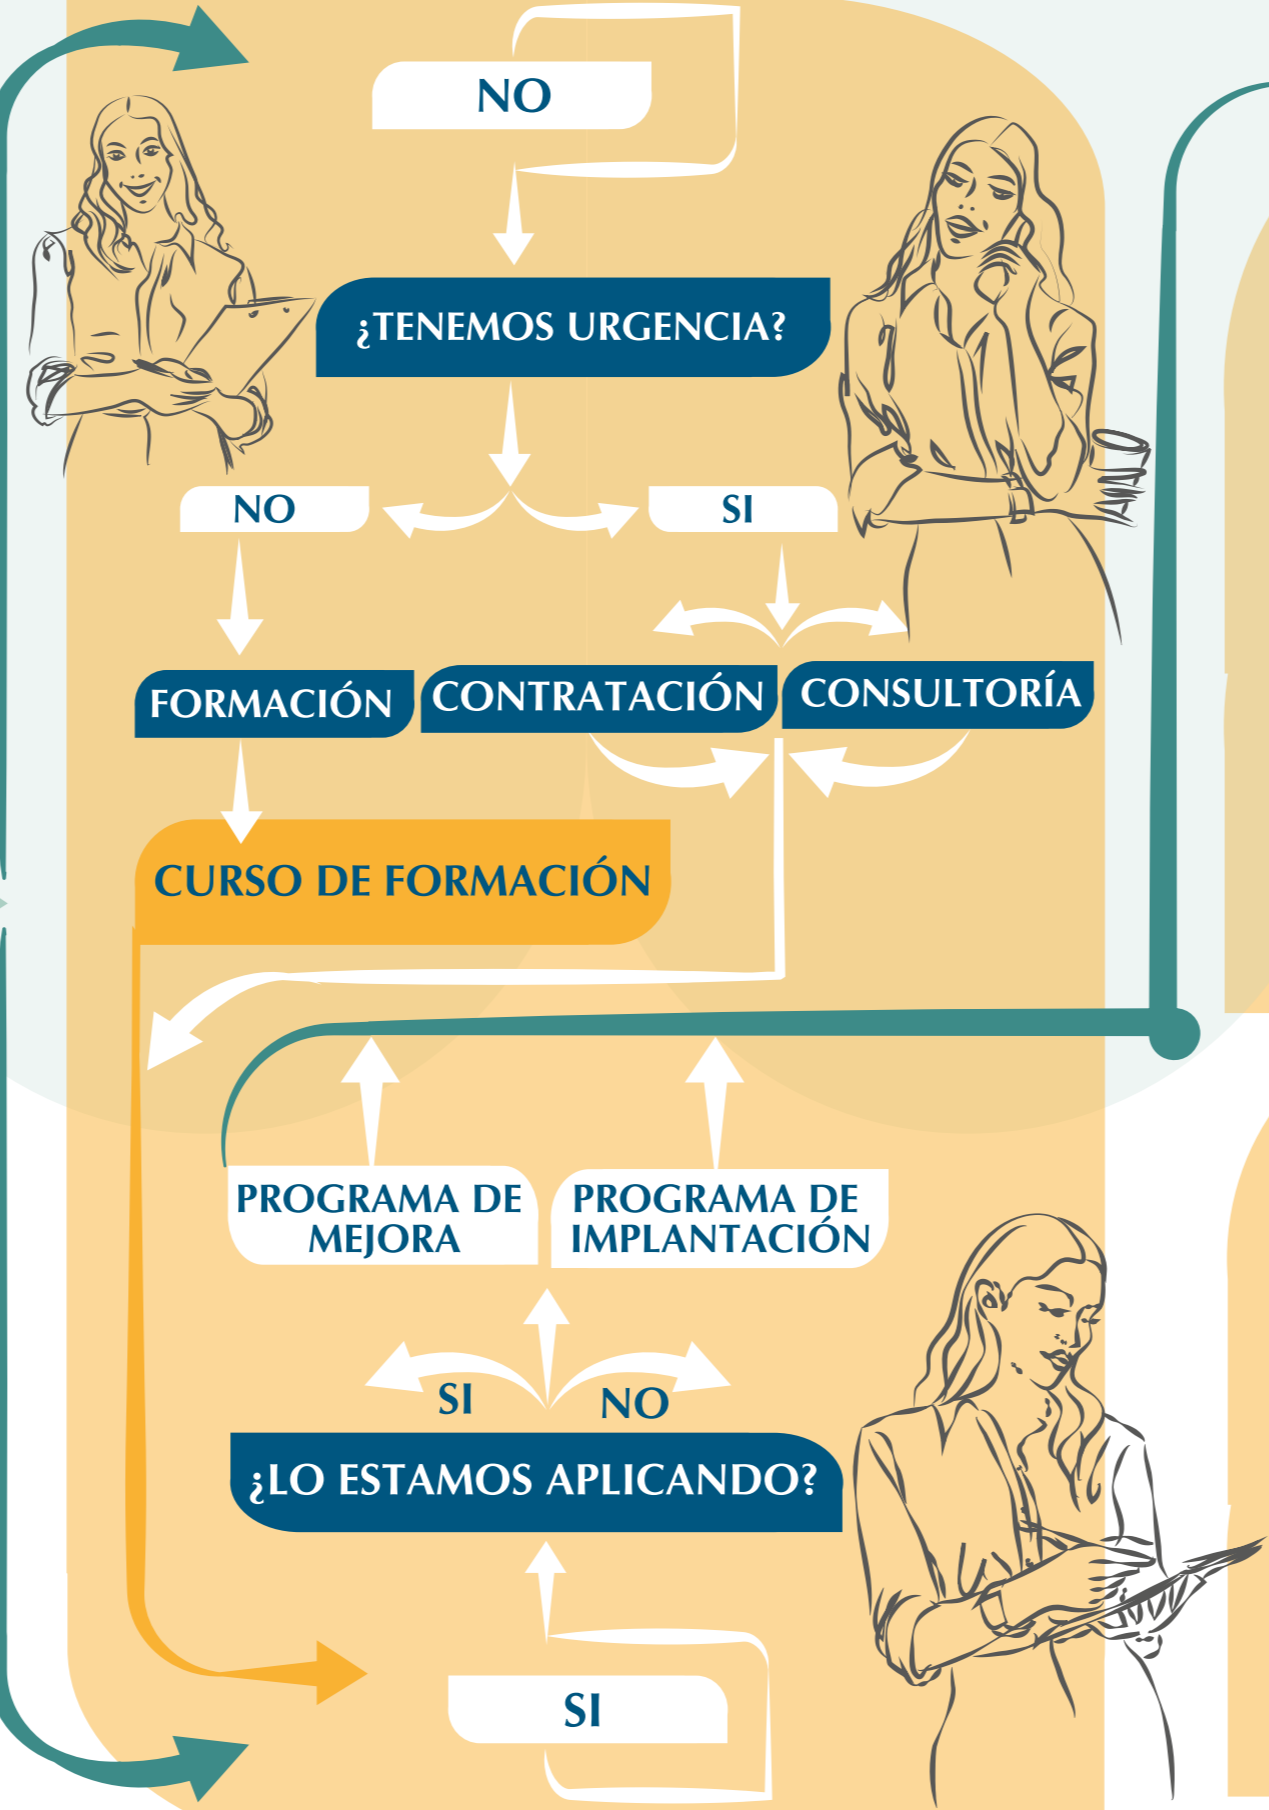 NO
¿TENEMOS URGENCIA?
NO
SI
FORMACIÓN
CONTRATACIÓN
CONSULTORÍA
CURSO DE FORMACIÓN
PROGRAMA DE
MEJORA
PROGRAMA DE
IMPLANTACIÓN
SI
NO
¿LO ESTAMOS APLICANDO?
SI